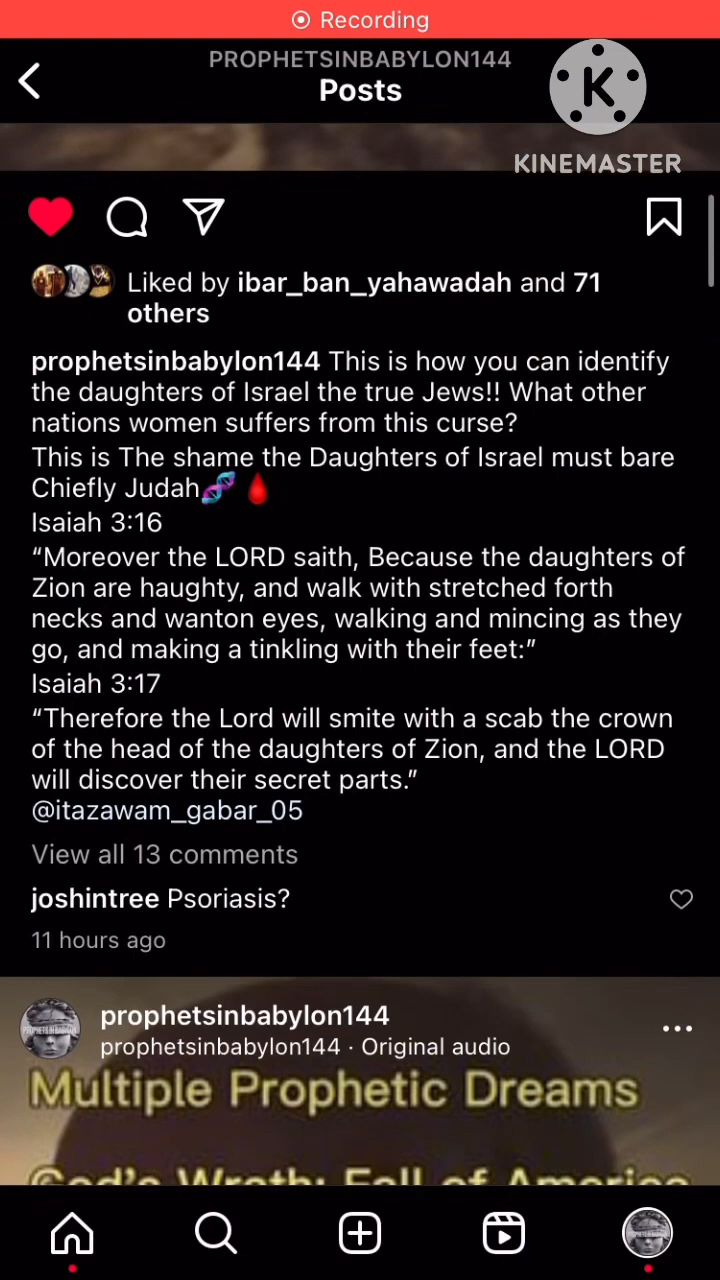 Recording
PROPHETSINBABYLON144
Posts
K
KINEMASTER
Liked by ibar_ban_yahawadah and 71
others
prophetsinbabylon144 This is how you can identify
the daughters of Israel the true Jews!! What other
nations women suffers from this curse?
This is The shame the Daughters of Israel must bare
Chiefly Judah🧬🩸
Isaiah 3:16
“Moreover the LORD saith, Because the daughters of
Zion are haughty, and walk with stretched forth
necks and wanton eyes, walking and mincing as they
go, and making a tinkling with their feet:”
Isaiah 3:17
“Therefore the Lord will smite with a scab the crown
of the head of the daughters of Zion, and the LORD
will discover their secret parts.”
@itazawam_gabar_05
View all 13 comments
joshintree Psoriasis?
11 hours ago
prophetsinbabylon144
prophetsinbabylon144 · Original audio
Multiple Prophetic Dreams
God's Wrath: Fall of America